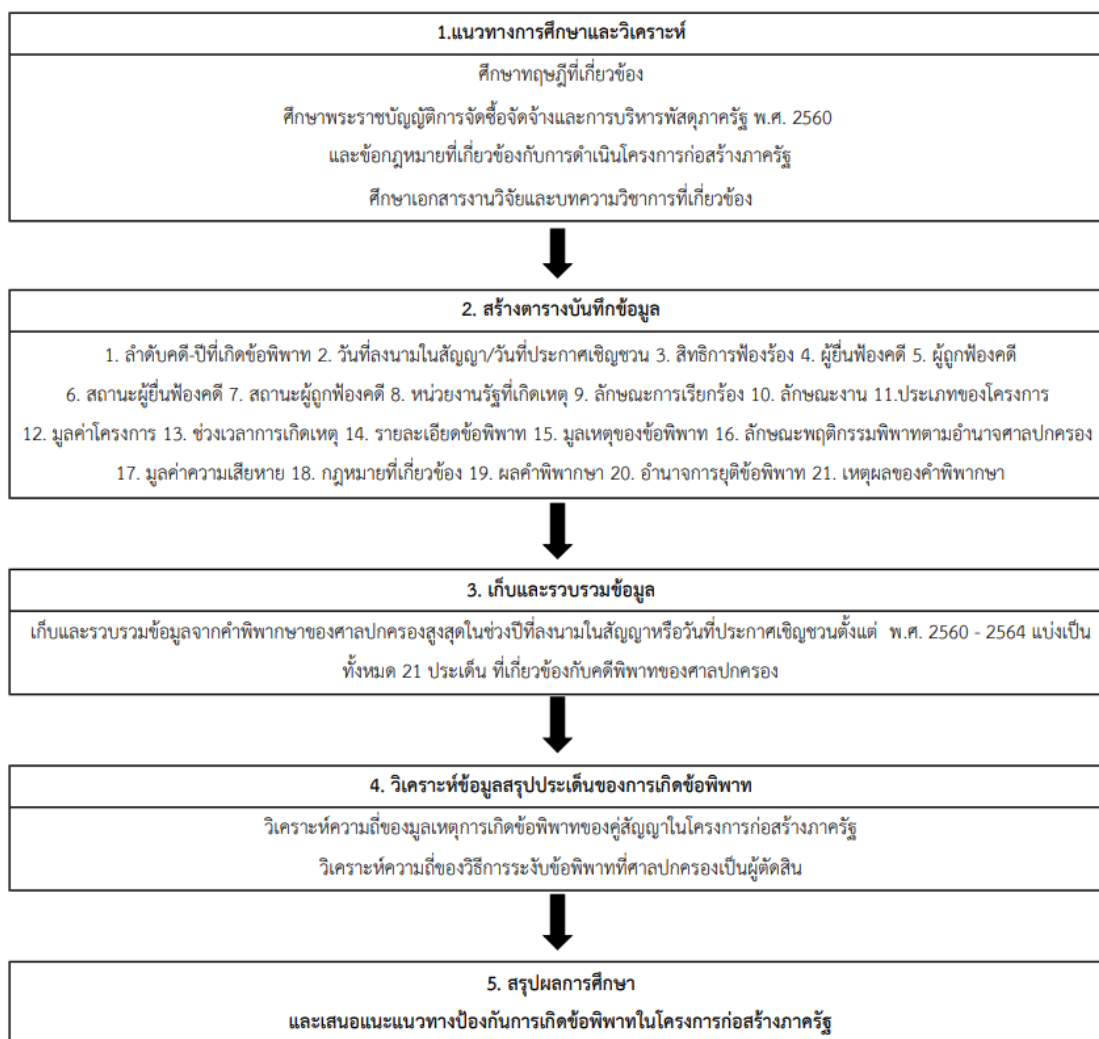 1.แนวทางการศึกษาและวิเคราะห์
ศึกษาทฤษฎีที่เกี่ยวข้อง
ศึกษาพระราชบัญญัติการจัดซื้อจัดจ้างและการบริหารพัสดุภาครัฐ พ.ศ. 2560
และข้อกฎหมายที่เกี่ยวข้องกับการดำเนินโครงการก่อสร้างภาครัฐ
ศึกษาเอกสารงานวิจัยและบทความวิชาการที่เกี่ยวข้อง
2. สร้างตารางบันทึกข้อมูล
1. ลำดับคดี-ปีที่เกิดข้อพิพาท 2. วันที่ลงนามในสัญญา/วันที่ประกาศเชิญชวน 3. สิทธิการฟ้องร้อง 4. ผู้ยื่นฟ้องคดี 5. ผู้ถูกฟ้องคดี
6. สถานะผู้ยื่นฟ้องคดี 7. สถานะผู้ถูกฟ้องคดี 8. หน่วยงานรัฐที่เกิดเหตุ 9. ลักษณะการเรียกร้อง 10. ลักษณะงาน 11.ประเภทของโครงการ
12. มูลค่าโครงการ 13. ช่วงเวลาการเกิดเหตุ 14. รายละเอียดข้อพิพาท 15. มูลเหตุของข้อพิพาท 16. ลักษณะพฤติกรรมพิพาทตามอำนาจศาลปกครอง
17. มูลค่าความเสียหาย 18. กฎหมายที่เกี่ยวข้อง 19. ผลคำพิพากษา 20. อำนาจการยุติข้อพิพาท 21. เหตุผลของคำพิพากษา
3. เก็บและรวบรวมข้อมูล
เก็บและรวบรวมข้อมูลจากคำพิพากษาของศาลปกครองสูงสุดในช่วงปีที่ลงนามในสัญญาหรือวันที่ประกาศเชิญชวนตั้งแต่ พ.ศ. 2560 - 2564 แบ่งเป็น
ทั้งหมด 21 ประเด็น ที่เกี่ยวข้องกับคดีพิพาทของศาลปกครอง
4. วิเคราะห์ข้อมูลสรุปประเด็นของการเกิดข้อพิพาท
วิเคราะห์ความถี่ของมูลเหตุการเกิดข้อพิพาทของคู่สัญญาในโครงการก่อสร้างภาครัฐ
วิเคราะห์ความถี่ของวิธีการระงับข้อพิพาทที่ศาลปกครองเป็นผู้ตัดสิน
5. สรุปผลการศึกษา
และเสนอแนะแนวทางป้องกันการเกิดข้อพิพาทในโครงการก่อสร้างภาครัฐ